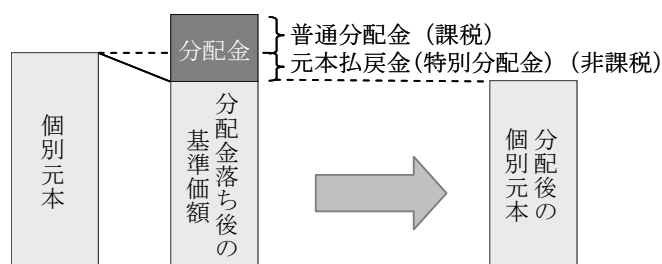 普通分配金（課税）
分配金
元本払戻金(特別分配金)（非課税）
個別元本
分配金落ち後の
基準価額
分配後の
個別元本